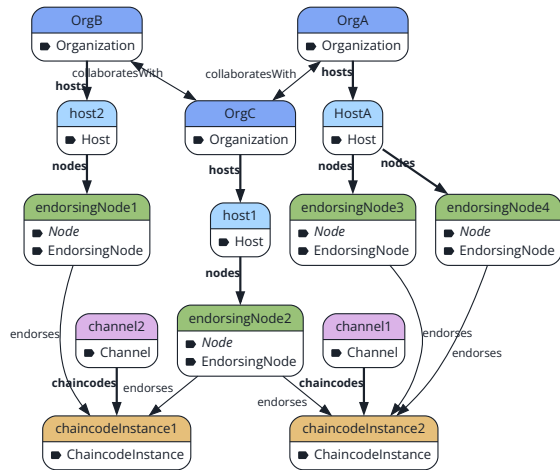 OrgB
Organization
OrgA
Organization
hosts
collaboratesWith
collaboratesWith
hosts
host2
Host
OrgC
Organization
HostA
Host
nodes
hosts
nodes
nodes
endorsingNode1
Node
EndorsingNode
host1
Host
endorsingNode3
Node
EndorsingNode
endorsingNode4
Node
EndorsingNode
nodes
endorses
channel2
Channel
endorsingNode2
Node
EndorsingNode
channel1
Channel
endorses
endorses
chaincodes
endorses
endorses
chaincodes
chaincodeInstance1
ChaincodeInstance
chaincodeInstance2
ChaincodeInstance